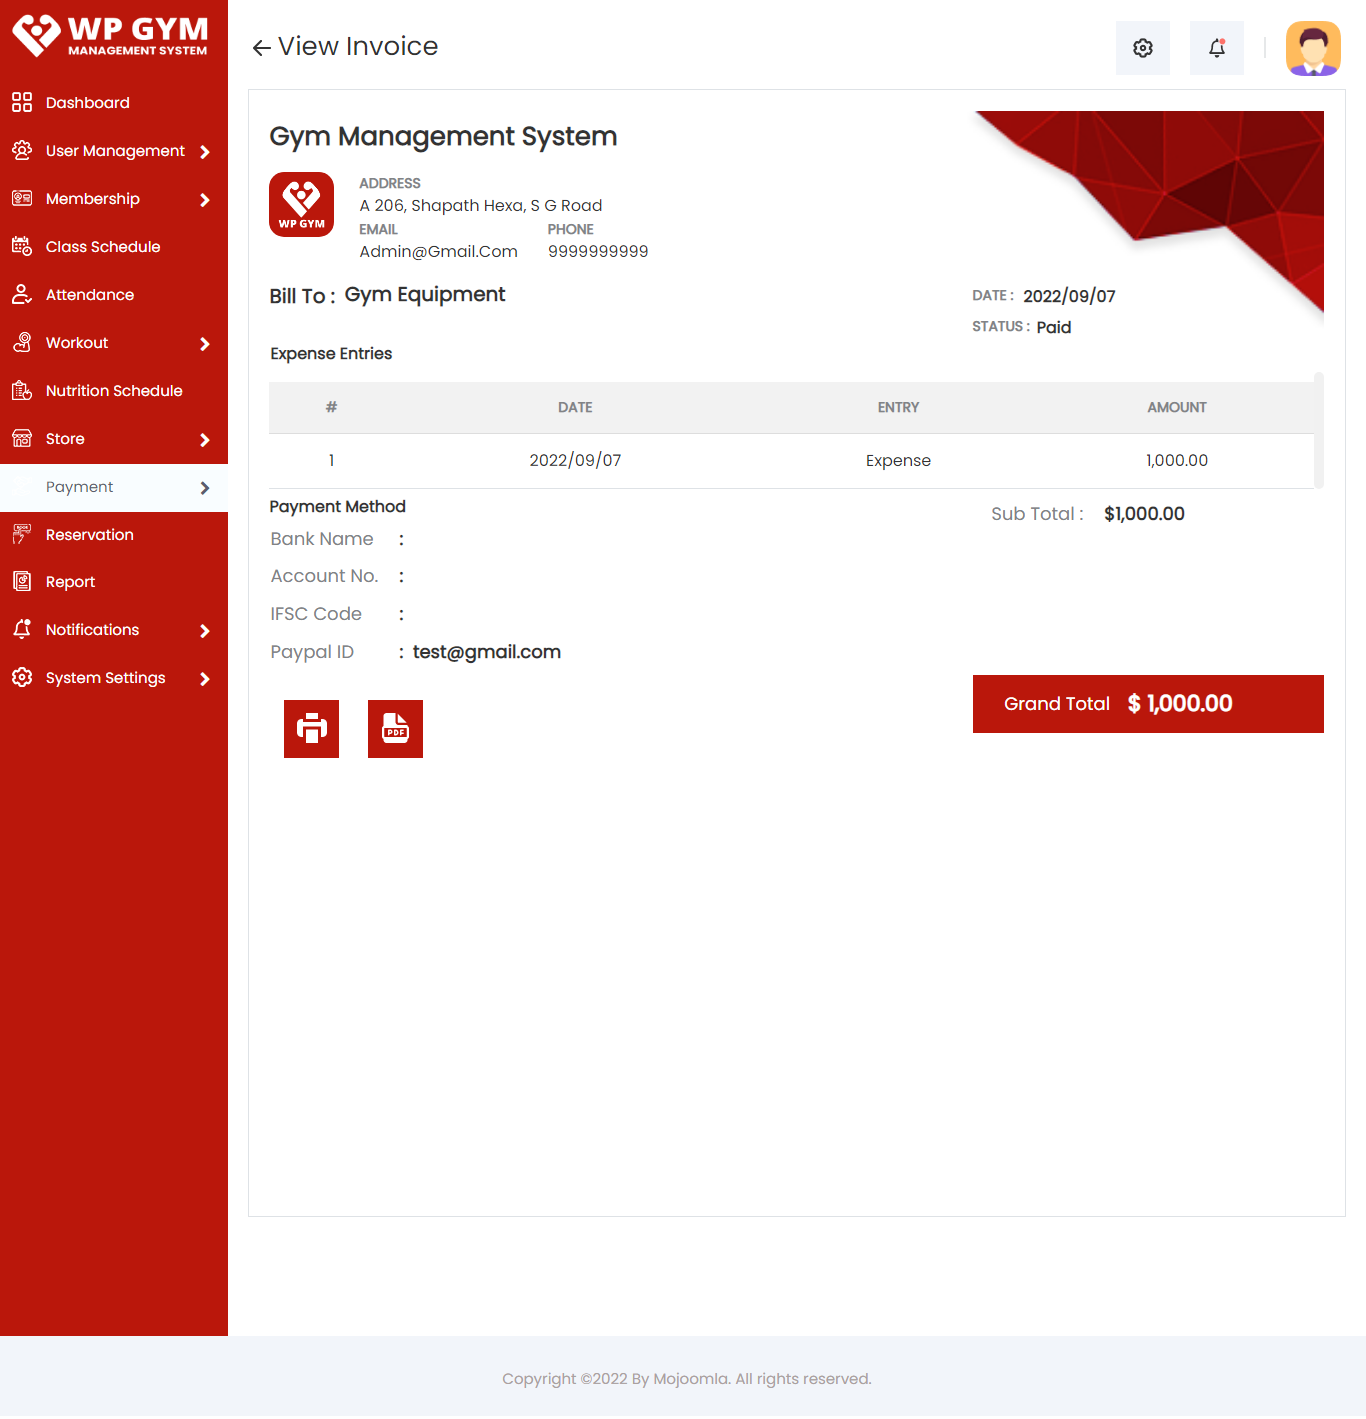 WP GYM
MANAGEMENT SYSTEM
Dashboard
User Management
Membership
Class Schedule
Attendance
Workout
Nutrition Schedule
Store
Payment
Reservation
Report
Notifications
System Settings
View Invoice
Gym Management System
WP GYM
ADDRESS
A 206, Shapath Hexa, S G Road
EMAIL PHONE
Admin@Gmail.Com 9999999999
Bill To : Gym Equipment
DATE : 2022/09/07
STATUS : Paid
Expense Entries
# DATE ENTRY AMOUNT
1 2022/09/07 Expense 1,000.00
Payment Method
Sub Total : $1,000.00
Bank Name :
Account No. :
IFSC Code :
Paypal ID : test@gmail.com
Grand Total $ 1,000.00
PDF
Copyright ©2022 By Mojoomla. All rights reserved.